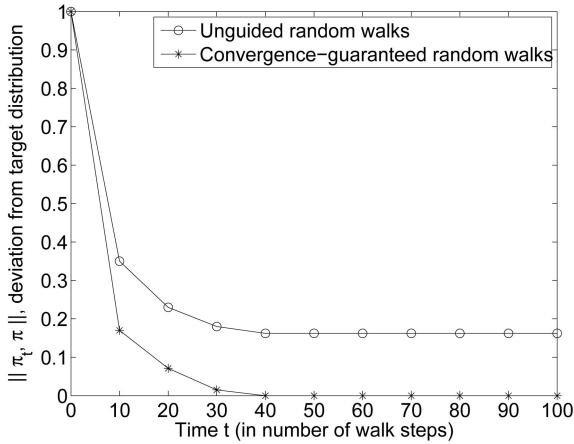 Unguided random walks
Convergence−guaranteed random walks
|| πt, π ||, deviation from target distribution
1
0.9
0.8
0.7
0.6
0.5
0.4
0.3
0.2
0.1
0
0 10 20 30 40 50 60 70 80 90 100
Time t (in number of walk steps)